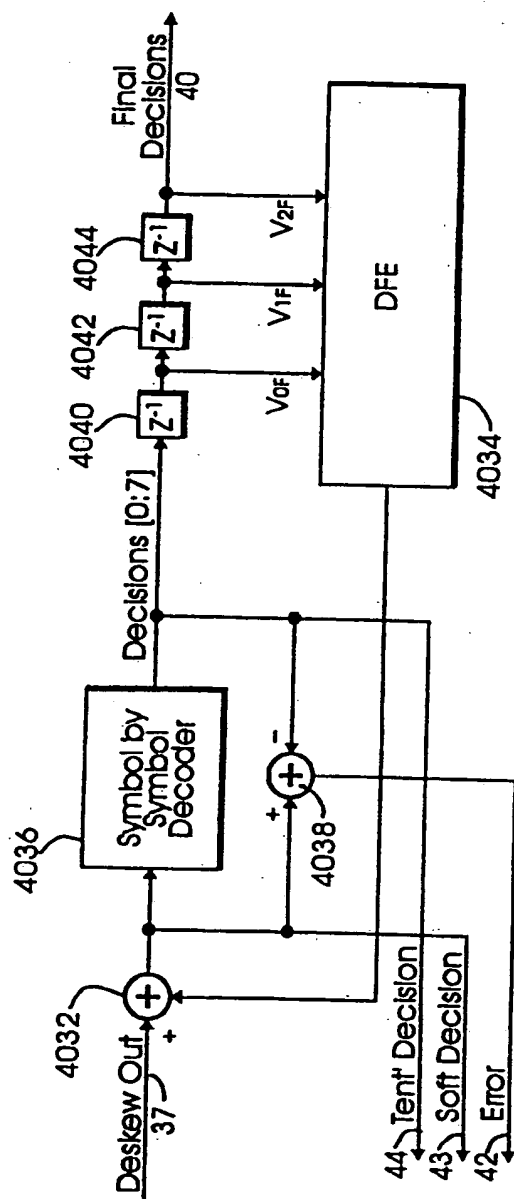 4032
Deskew Out
37
+
+
4036
Symbol by
Symbol
Decoder
Decisions [0:7]
4040
Z-1
4042
Z-1
4044
Z-1
Final
Decisions
40
V0F
V1F
V2F
DFE
4034
+
-
+
4038
44 Tent' Decision
43 Soft Decision
42 Error